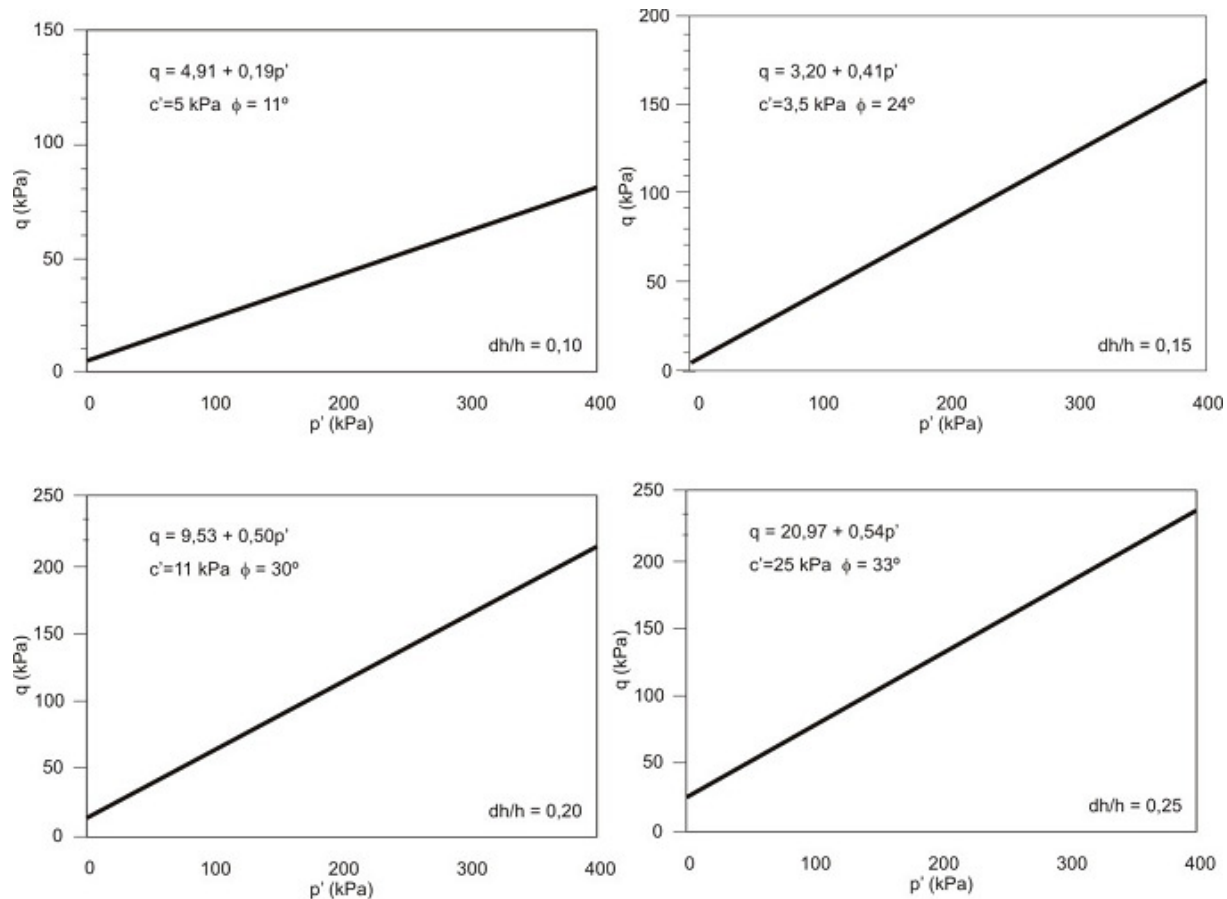 150
q = 4,91 + 0,19p'
c'=5 kPa ϕ = 11º
100
q (kPa)
50
dh/h = 0,10
0
0 100 200 300 400
p' (kPa)
200
q = 3,20 + 0,41p'
c'=3,5 kPa ϕ = 24º
150
q (kPa)
100
50
dh/h = 0,15
0
0 100 200 300 400
p' (kPa)
250
q = 9,53 + 0,50p'
c'=11 kPa ϕ = 30º
200
150
q (kPa)
100
50
dh/h = 0,20
0
0 100 200 300 400
p' (kPa)
250
q = 20,97 + 0,54p'
c'=25 kPa ϕ = 33º
200
150
q (kPa)
100
50
dh/h = 0,25
0
0 100 200 300 400
p' (kPa)